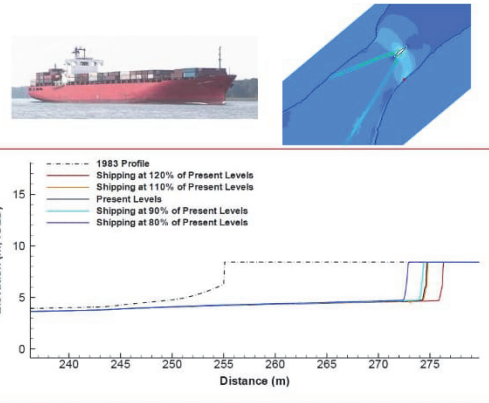 1983 Profile
Shipping at 120% of Present Levels
Shipping at 110% of Present Levels
Present Levels
Shipping at 90% of Present Levels
Shipping at 80% of Present Levels
15
10
5
0
240 245 250 255 260 265 270 275
Distance (m)